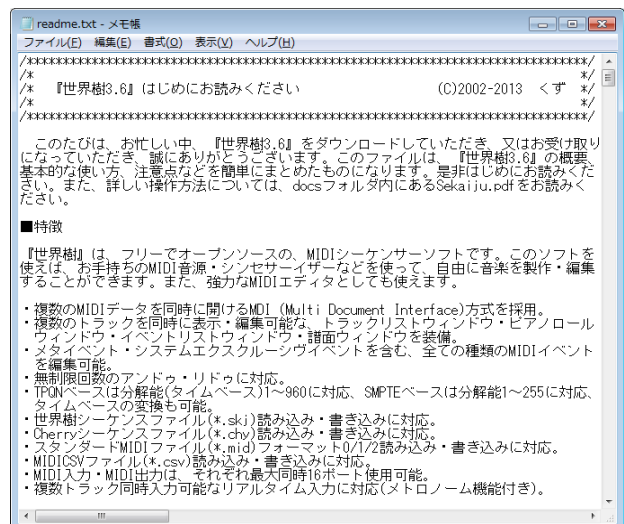 readme.txt - メモ帳
ファイル(F) 編集(E) 書式(O) 表示(V) ヘルプ(H)
/************************************************************************/
/* */
/* 『世界樹3.6』はじめにお読みください (C)2002-2013 くず */
/* */
/************************************************************************/
このたびは、お忙しい中、『世界樹3.6』をダウンロードしていただき、又はお受け取り
になっていただき、誠にありがとうございます。このファイルは、『世界樹3.6』の概要、
基本的な使い方、注意点などを簡単にまとめたものになります。是非はじめにお読みくだ
さい。また、詳しい操作方法については、docsフォルダ内にあるSekaiju.pdfをお読みく
ださい。
■特徴
『世界樹』は、フリーでオープンソースの、MIDIシーケンサーソフトです。このソフトを
使えば、お手持ちのMIDI音源・シンセサーイザーなどを使って、自由に音楽を製作・編集
することができます。また、強力なMIDIエディタとしても使えます。
・複数のMIDIデータを同時に開けるMDI (Multi Document Interface)方式を採用。
・複数のトラックを同時に表示・編集可能な、トラックリストウィンドウ・ピアノロール
ウィンドウ・イベントリストウィンドウ・譜面ウィンドウを装備。
・メタイベント・システムエクスクルーシヴイベントを含む、全ての種類のMIDIイベント
を編集可能。
・無制限回数のアンドゥ・リドゥに対応。
・TPQNベースは分解能(タイムベース)1～960に対応、SMPTEベースは分解能1～255に対応、
タイムベースの変換も可能。
・世界樹シーケンスファイル(*.skj)読み込み・書き込みに対応。
・Cherryシーケンスファイル(*.chy)読み込み・書き込みに対応。
・スタンダードMIDIファイル(*.mid)フォーマット0/1/2読み込み・書き込みに対応。
・MIDICSVファイル(*.csv)読み込み・書き込みに対応。
・MIDI入力・MIDI出力は、それぞれ最大同時16ポート使用可能。
・複数トラック同時入力可能なリアルタイム入力に対応(メトロノーム機能付き)。